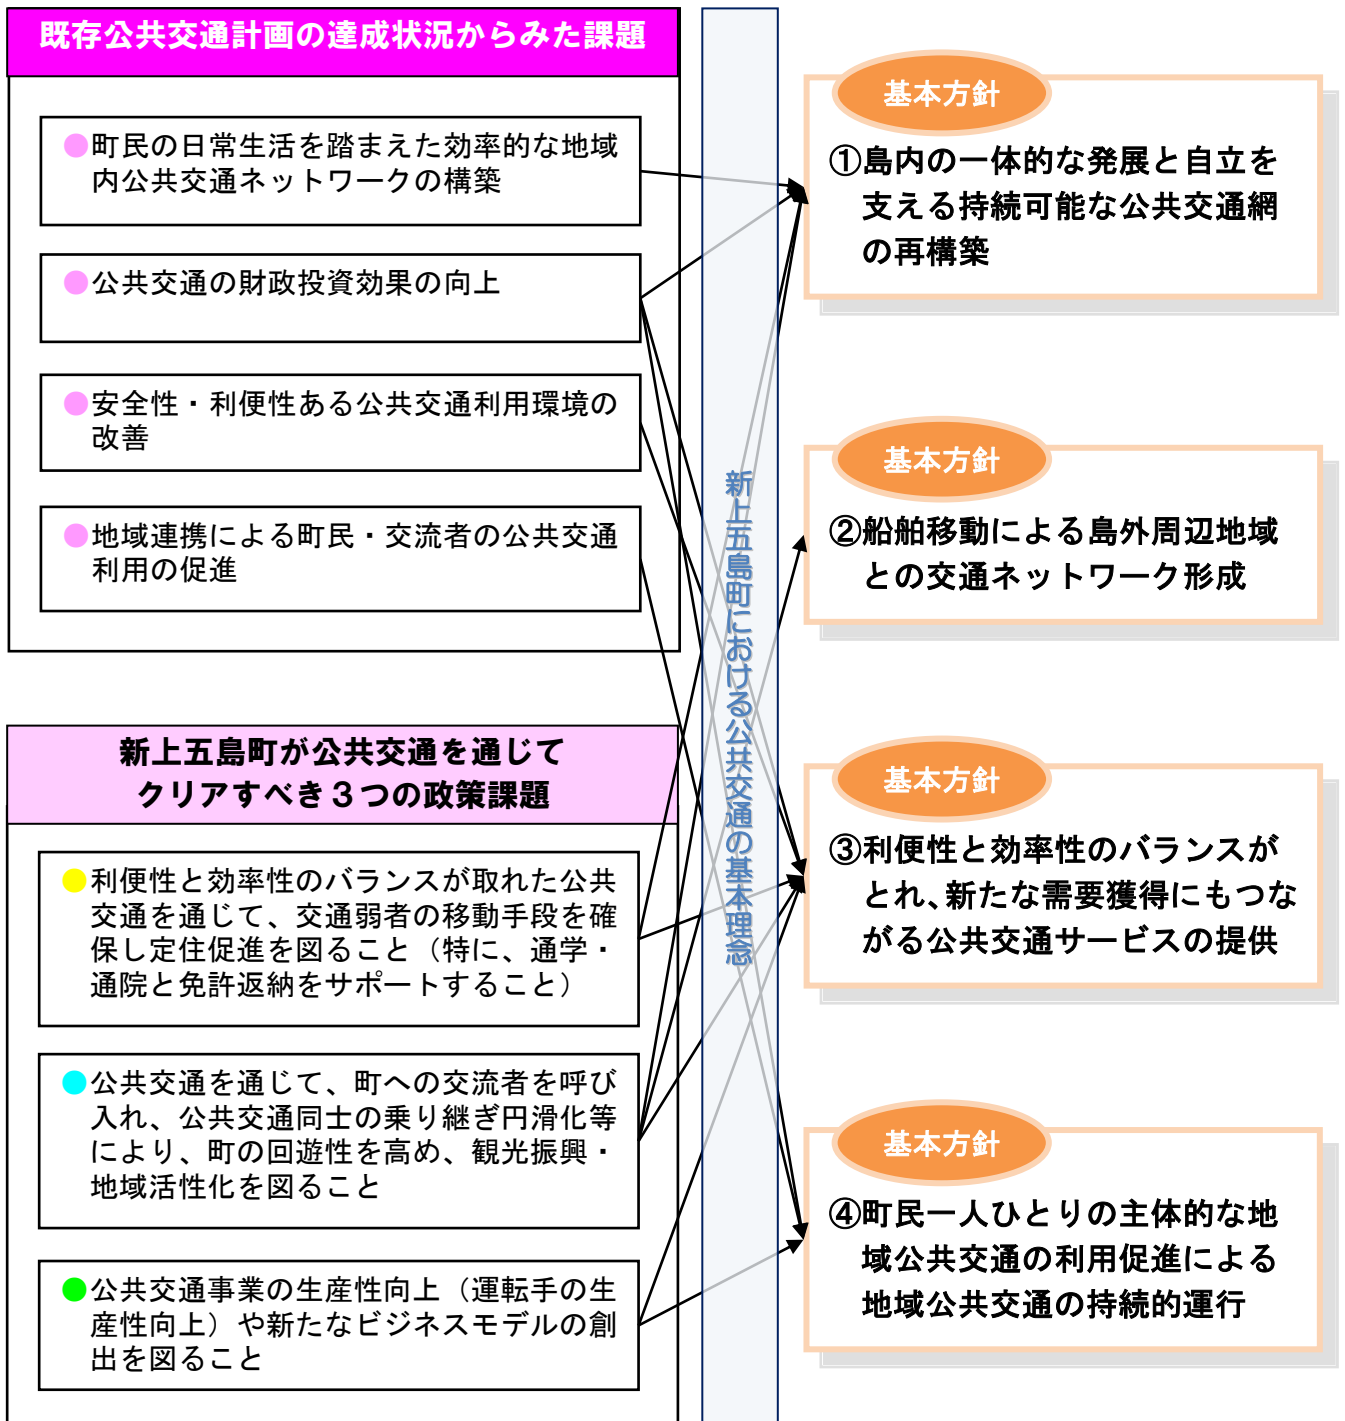 既存公共交通計画の達成状況からみた課題
●町民の日常生活を踏まえた効率的な地域
内公共交通ネットワークの構築
●公共交通の財政投資効果の向上
●安全性・利便性ある公共交通利用環境の
改善
●地域連携による町民・交流者の公共交通
利用の促進
新上五島町が公共交通を通じて
クリアすべき3つの政策課題
●利便性と効率性のバランスが取れた公共
交通を通じて、交通弱者の移動手段を確
保し定住促進を図ること（特に、通学・
通院と免許返納をサポートすること）
●公共交通を通じて、町への交流者を呼び
入れ、公共交通同士の乗り継ぎ円滑化等
により、町の回遊性を高め、観光振興・
地域活性化を図ること
●公共交通事業の生産性向上（運転手の生
産性向上）や新たなビジネスモデルの創
出を図ること
新上五島町における公共交通の基本理念
基本方針
①島内の一体的な発展と自立を
支える持続可能な公共交通網
の再構築
基本方針
②船舶移動による島外周辺地域
との交通ネットワーク形成
基本方針
③利便性と効率性のバランスが
とれ、新たな需要獲得にもつな
がる公共交通サービスの提供
基本方針
④町民一人ひとりの主体的な地
域公共交通の利用促進による
地域公共交通の持続的運行